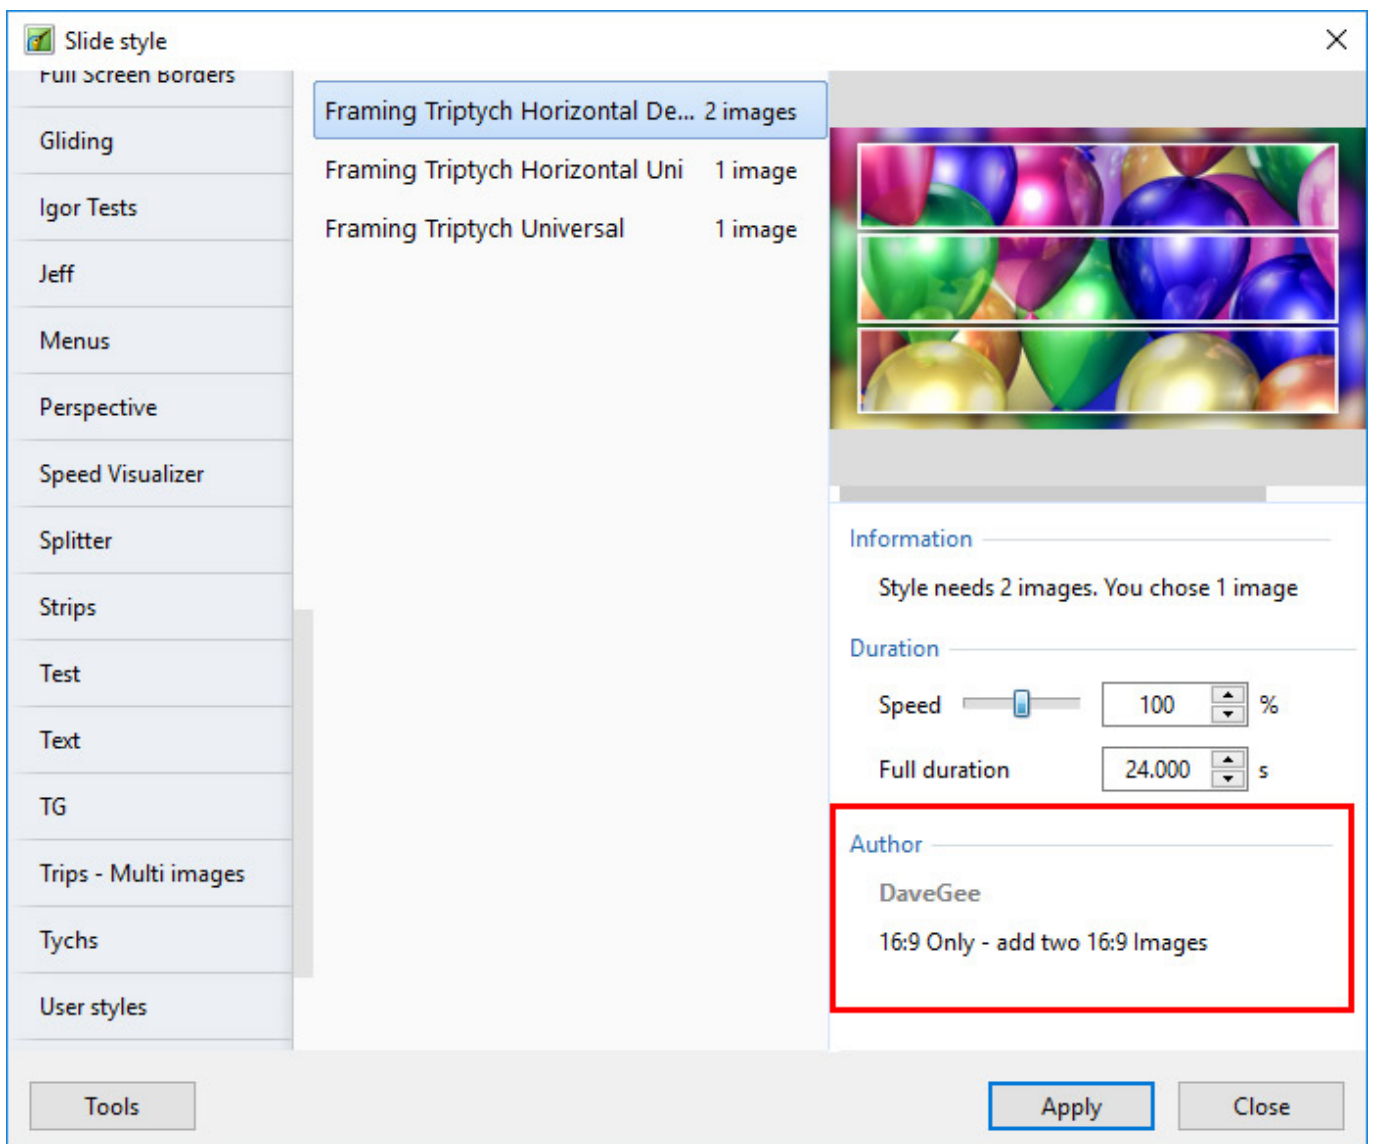 Slide style
Full Screen Borders
Gliding
Igor Tests
Jeff
Menus
Perspective
Speed Visualizer
Splitter
Strips
Test
Text
TG
Trips - Multi images
Tychs
User styles
Framing Triptych Horizontal De... 2 images
Framing Triptych Horizontal Uni 1 image
Framing Triptych Universal 1 image
Information
Style needs 2 images. You chose 1 image
Duration
Speed 100 %
Full duration 24.000 s
Author
DaveGee
16:9 Only - add two 16:9 Images
Tools
Apply
Close